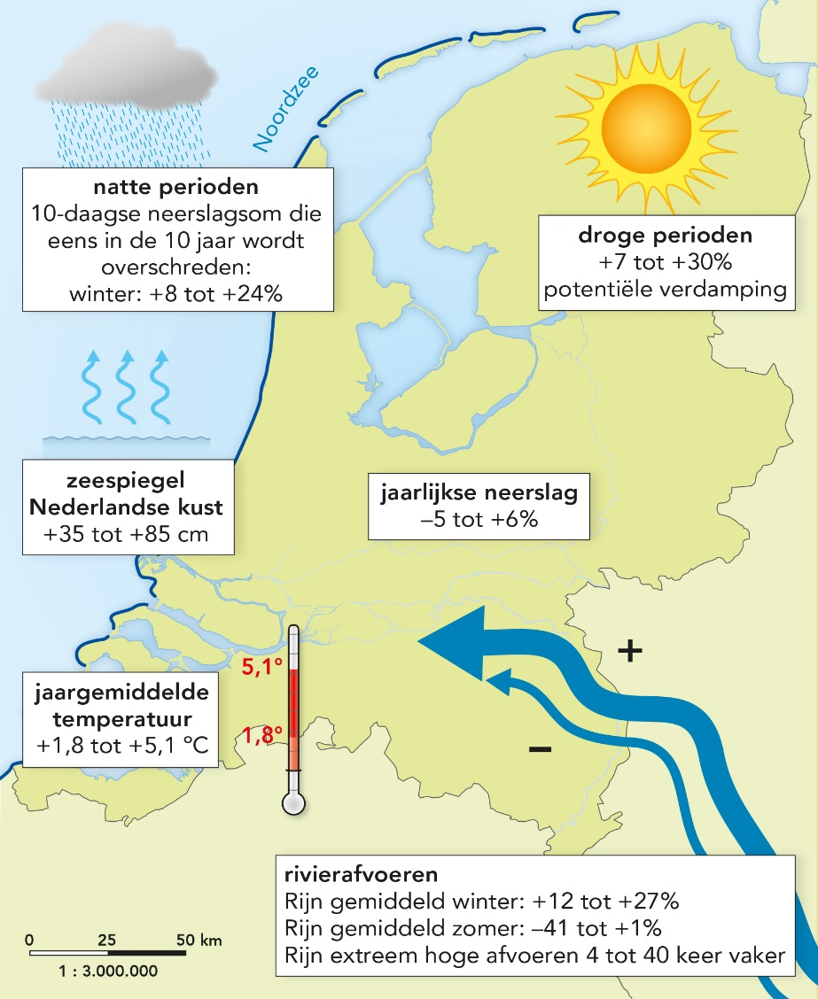 Noordzee
natte perioden
10-daagse neerslagsom die
eens in de 10 jaar wordt
overschreden:
winter: +8 tot +24%
droge perioden
+7 tot +30%
potentiële verdamping
zeespiegel
Nederlandse kust
+35 tot +85 cm
jaarlijkse neerslag
–5 tot +6%
jaargemiddelde
temperatuur
+1,8 tot +5,1 °C
5,1°
1,8°
+
–
rivierafvoeren
Rijn gemiddeld winter: +12 tot +27%
Rijn gemiddeld zomer: –41 tot +1%
Rijn extreem hoge afvoeren 4 tot 40 keer vaker
0 25 50 km
1 : 3.000.000